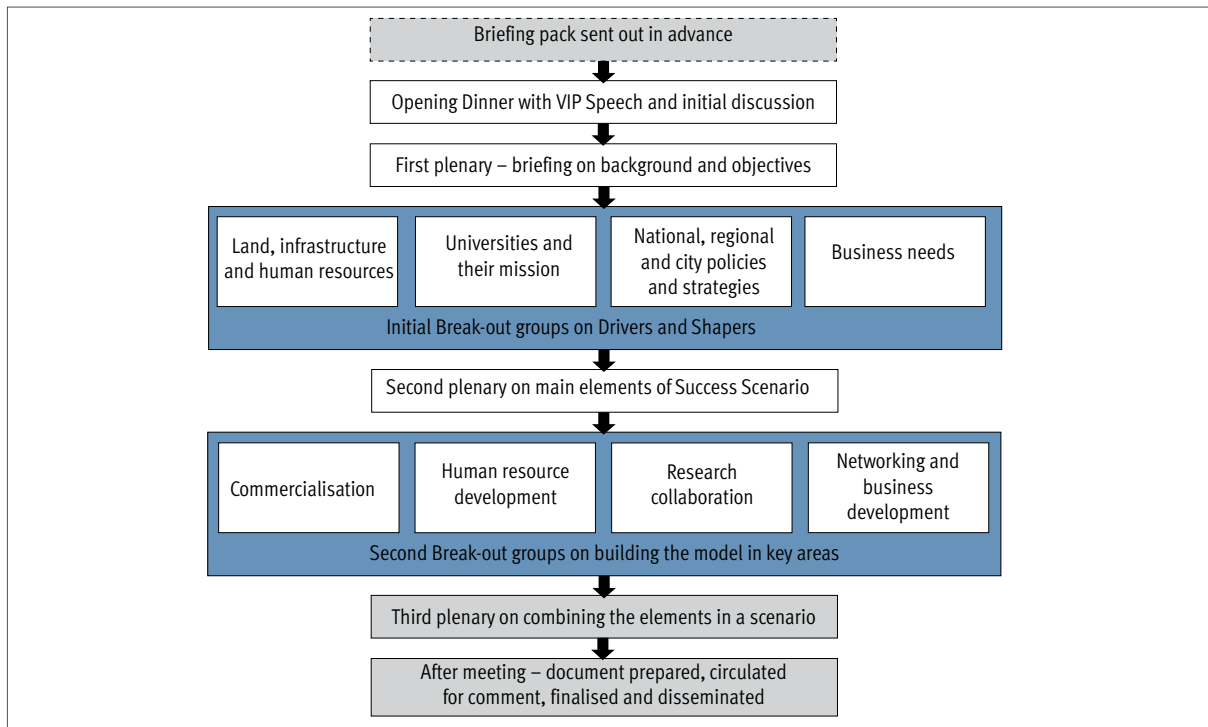 Briefing pack sent out in advance
Opening Dinner with VIP Speech and initial discussion
First plenary – briefing on background and objectives
Land, infrastructure
and human resources
Universities and
their mission
National, regional
and city policies
and strategies
Business needs
Initial Break-out groups on Drivers and Shapers
Second plenary on main elements of Success Scenario
Commercialisation
Human resource
development
Research
collaboration
Networking and
business
development
Second Break-out groups on building the model in key areas
Third plenary on combining the elements in a scenario
After meeting – document prepared, circulated
for comment, finalised and disseminated